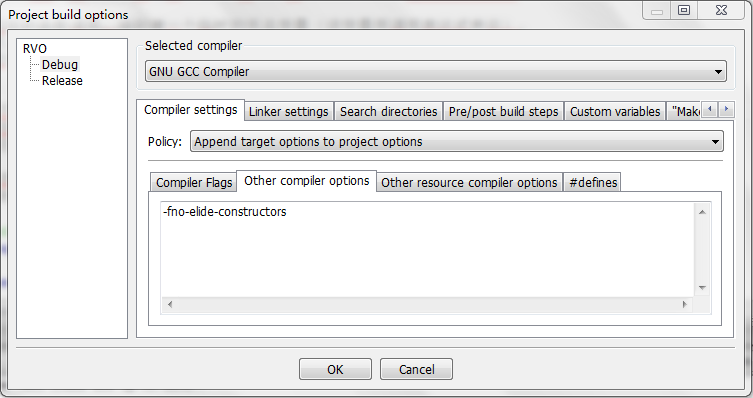 Project build options
RVO
Debug
Release
Selected compiler
GNU GCC Compiler
Compiler settings
Linker settings
Search directories
Pre/post build steps
Custom variables
"Make
Policy:
Append target options to project options
Compiler Flags
Other compiler options
Other resource compiler options
#defines
-fno-elide-constructors
OK
Cancel